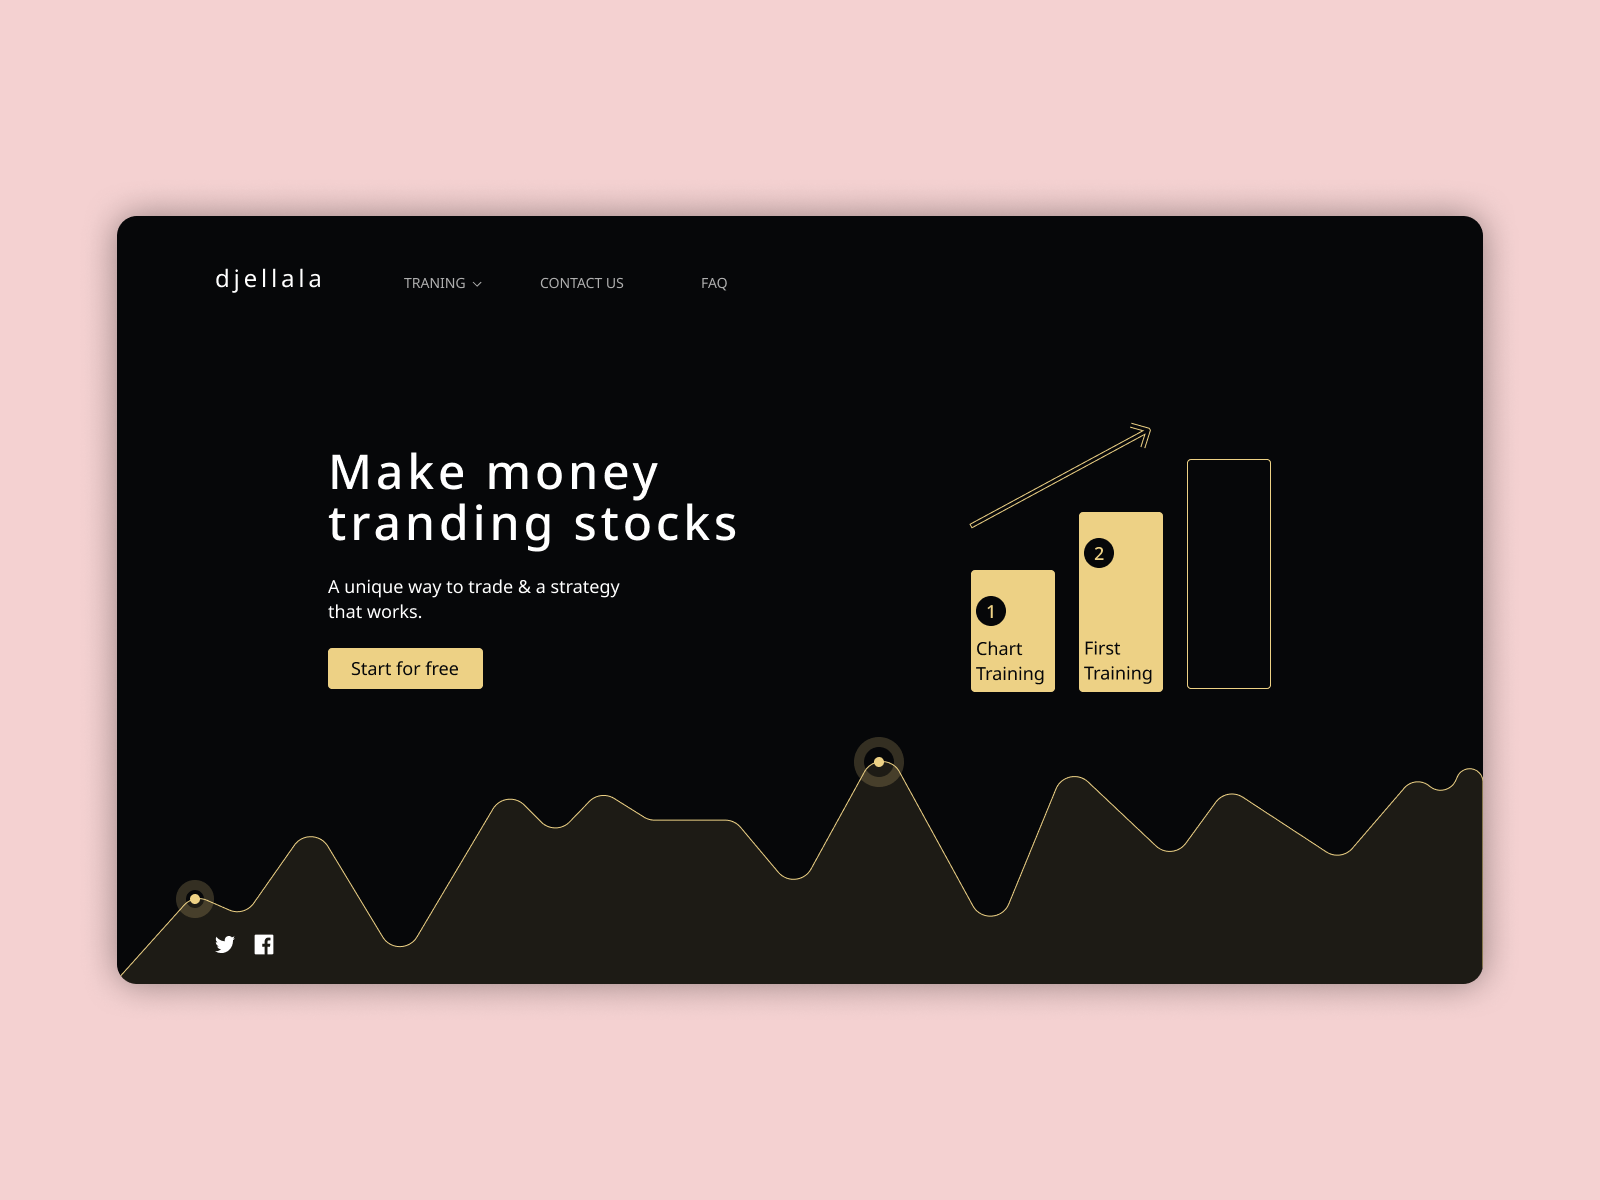 djellala
TRANING
CONTACT US
FAQ
Make money
tranding stocks
A unique way to trade & a strategy
that works.
Start for free
1
Chart
Training
2
First
Training